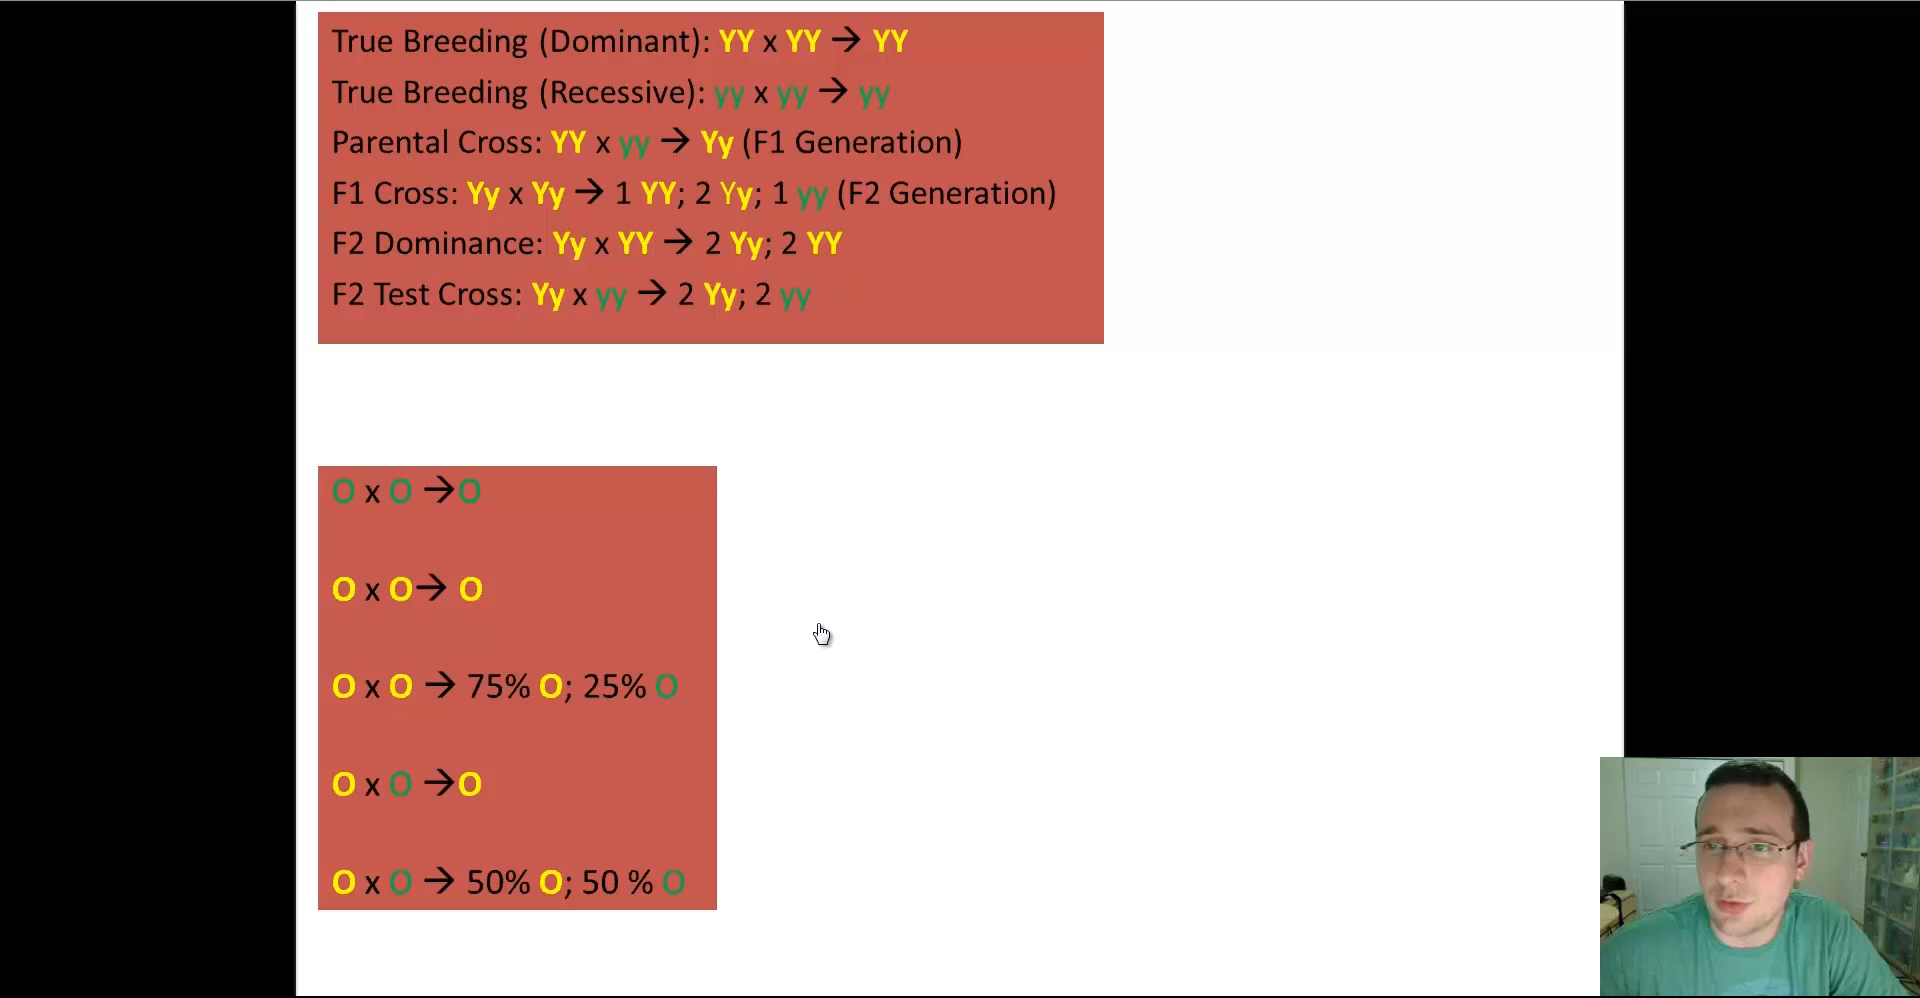 True Breeding (Dominant): YY x YY → YY
True Breeding (Recessive): yy x yy → yy
Parental Cross: YY x yy → Yy (F1 Generation)
F1 Cross: Yy x Yy → 1 YY; 2 Yy; 1 yy (F2 Generation)
F2 Dominance: Yy x YY → 2 Yy; 2 YY
F2 Test Cross: Yy x yy → 2 Yy; 2 yy
O x O →O
O x O→ O
O x O → 75% O; 25% O
O x O →O
O x O → 50% O; 50 % O